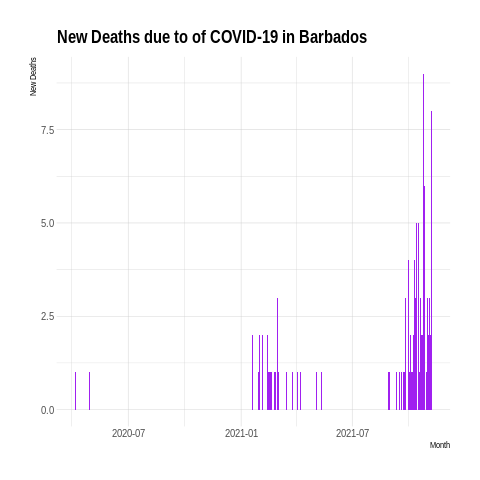 New Deaths due to of COVID-19 in Barbados
New Deaths
7.5
5.0
2.5
0.0
2020-07 2021-01 2021-07
Month